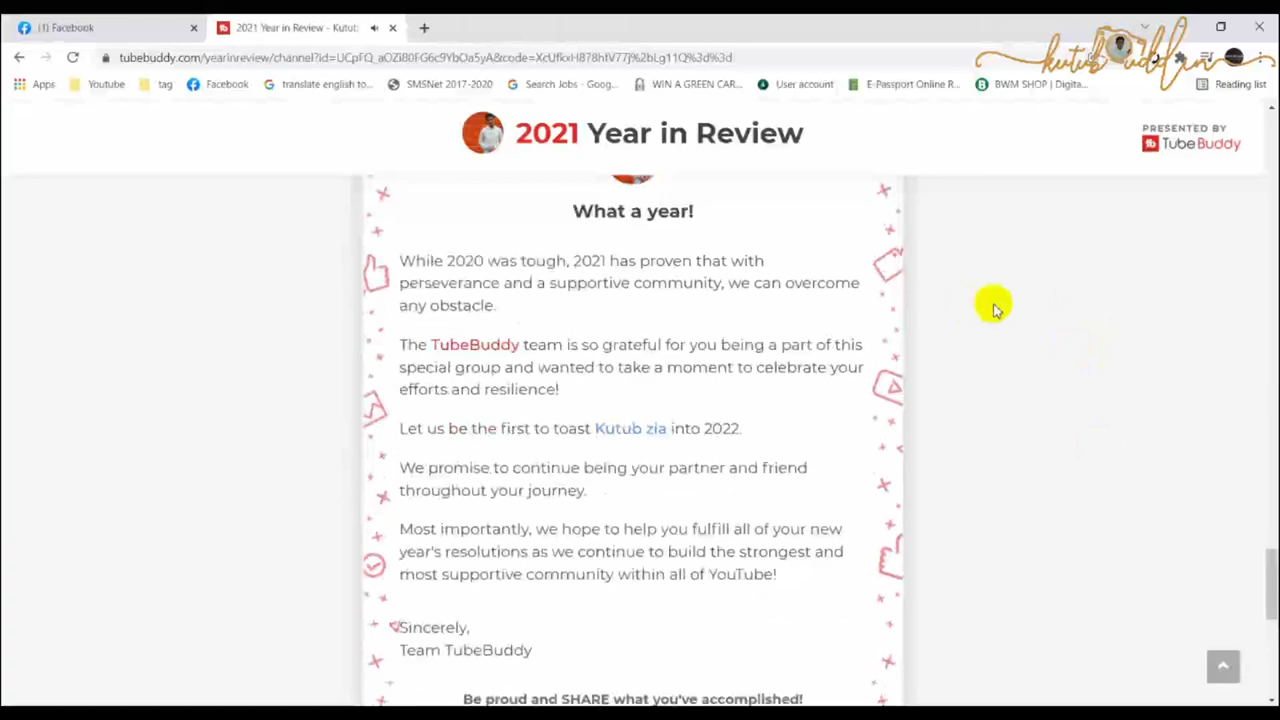 (1) Facebook
2021 Year in Review - Kutut
tubebuddy.com/yearinreview/channel?id=
Apps
Youtube
tag
Facebook
translate english to...
SMSNet 2017-2020
Search Jobs - Goog...
WIN A GREEN CAR...
User account
E-Passport Online R...
BWM SHOP | Digita...
Reading list
kutub uddin
2021 Year in Review
PRESENTED BY
TubeBuddy
What a year!
While 2020 was tough, 2021 has proven that with
perseverance and a supportive community, we can overcome
any obstacle.
The TubeBuddy team is so grateful for you being a part of this
special group and wanted to take a moment to celebrate your
efforts and resilience!
Let us be the first to toast Kutub zia into 2022.
We promise to continue being your partner and friend
throughout your journey.
Most importantly, we hope to help you fulfill all of your new
year's resolutions as we continue to build the strongest and
most supportive community within all of YouTube!
Sincerely,
Team TubeBuddy
Be proud and SHARE what you've accomplished!